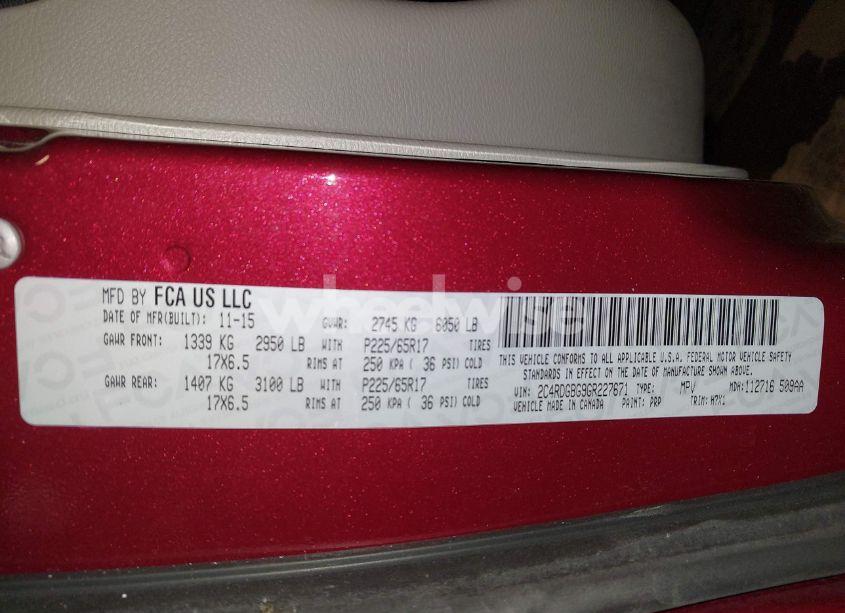 MFD BY FCA US LLC
DATE OF MFR(BUILT): 11-15 GVWR: 2745 KG 6050 LB
GAWR FRONT: 1339 KG 2950 LB WITH P225/65R17 TIRES
17X6.5 RIMS AT 250 KPA ( 36 PSI) COLD
GAWR REAR: 1407 KG 3100 LB WITH P225/65R17 TIRES
17X6.5 RIMS AT 250 KPA ( 36 PSI) COLD
THIS VEHICLE CONFORMS TO ALL APPLICABLE U.S.A. FEDERAL MOTOR VEHICLE SAFETY
STANDARDS IN EFFECT ON THE DATE OF MANUFACTURE SHOWN ABOVE.
VIN: 2C4RDGBG9GR227671 TYPE: MPV MDH: 112716 509AA
VEHICLE MADE IN CANADA PAINT: PRP TRIM: H7X1
wheelwise